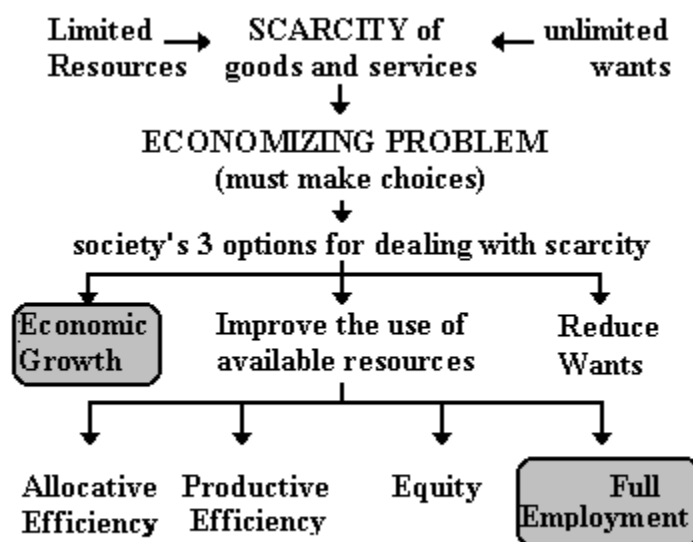 Limited Resources
SCARCITY of goods and services
unlimited wants
ECONOMIZING PROBLEM
(must make choices)
society's 3 options for dealing with scarcity
Economic
Growth
Improve the use of
available resources
Reduce
Wants
Allocative
Efficiency
Productive
Efficiency
Equity
Full
Employment